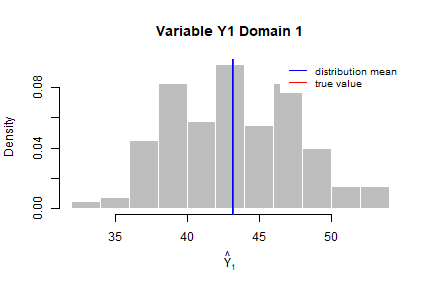 Variable Y1 Domain 1
distribution mean
true value
Density
0.00
0.04
0.08
35
40
45
50
Ŷ₁